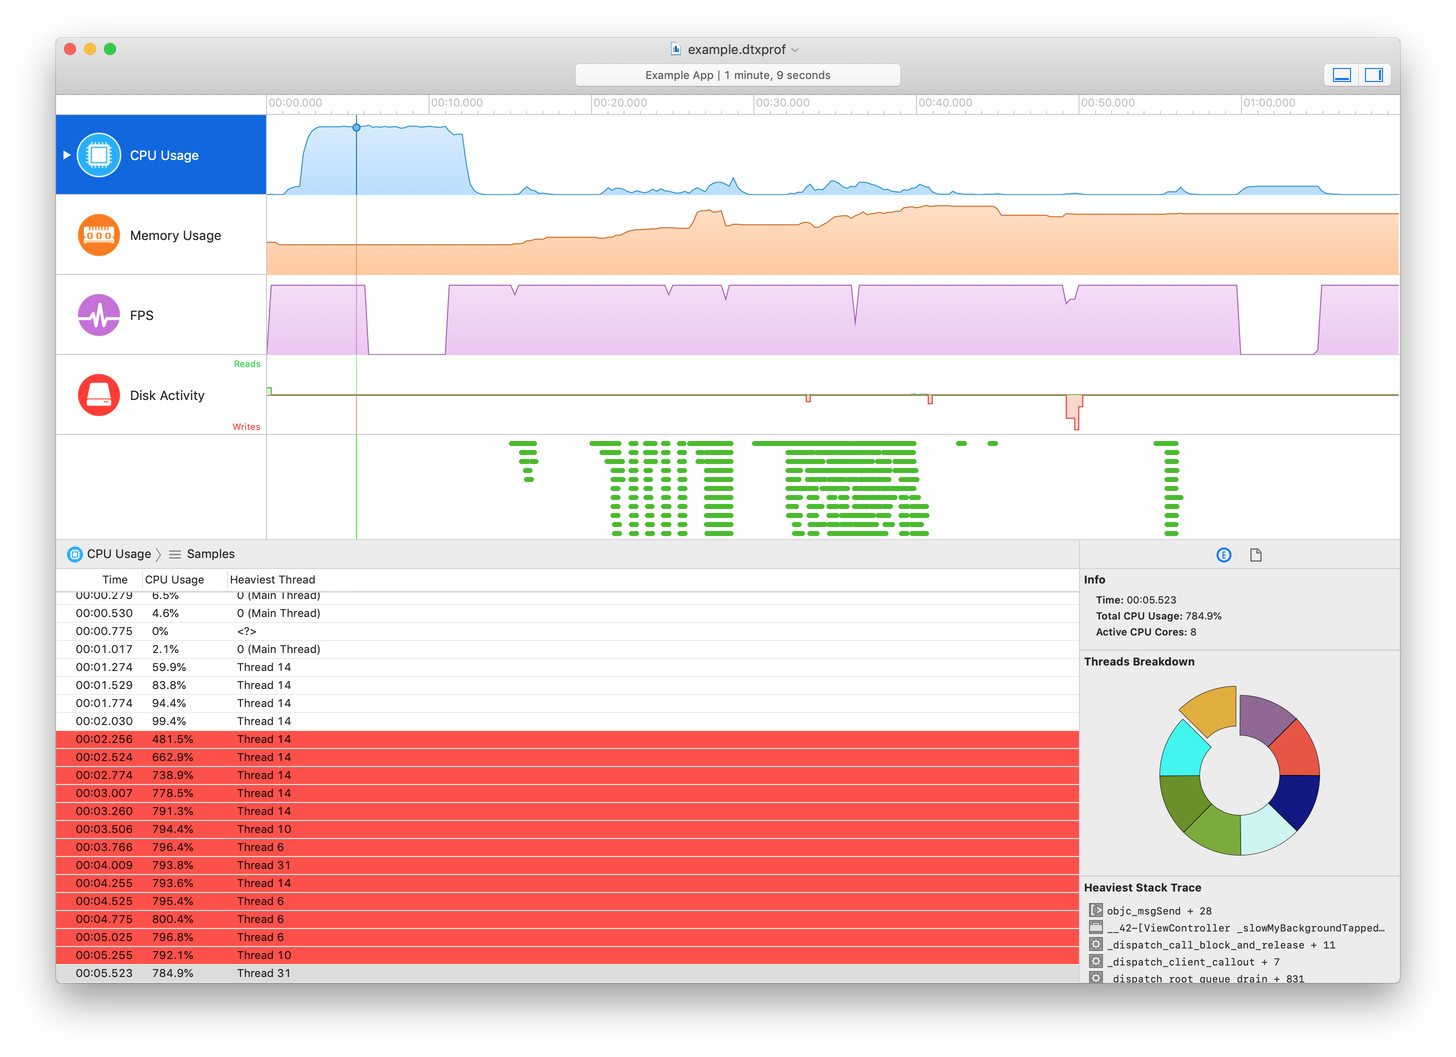 example.dtxprof
Example App | 1 minute, 9 seconds
00:00.000 00:10.000 00:20.000 00:30.000 00:40.000 00:50.000 01:00.000
CPU Usage
Memory Usage
FPS
Reads
Disk Activity
Writes
CPU Usage Samples
Time CPU Usage Heaviest Thread
00:00.279 6.5% 0 (Main Thread)
00:00.530 4.6% 0 (Main Thread)
00:00.775 0% <?>
00:01.017 2.1% 0 (Main Thread)
00:01.274 59.9% Thread 14
00:01.529 83.8% Thread 14
00:01.774 94.4% Thread 14
00:02.030 99.4% Thread 14
00:02.256 481.5% Thread 14
00:02.524 662.9% Thread 14
00:02.774 738.9% Thread 14
00:03.007 778.5% Thread 14
00:03.260 791.3% Thread 14
00:03.506 794.4% Thread 10
00:03.766 796.4% Thread 6
00:04.009 793.8% Thread 31
00:04.255 793.6% Thread 14
00:04.525 795.4% Thread 6
00:04.775 800.4% Thread 6
00:05.025 796.8% Thread 6
00:05.255 792.1% Thread 10
00:05.523 784.9% Thread 31
E
Info
Time: 00:05.523
Total CPU Usage: 784.9%
Active CPU Cores: 8
Threads Breakdown
Heaviest Stack Trace
objc_msgSend + 28
__42-[ViewController _slowMyBackgroundTapped…
_dispatch_call_block_and_release + 11
_dispatch_client_callout + 7
_dispatch_root_queue_drain + 831